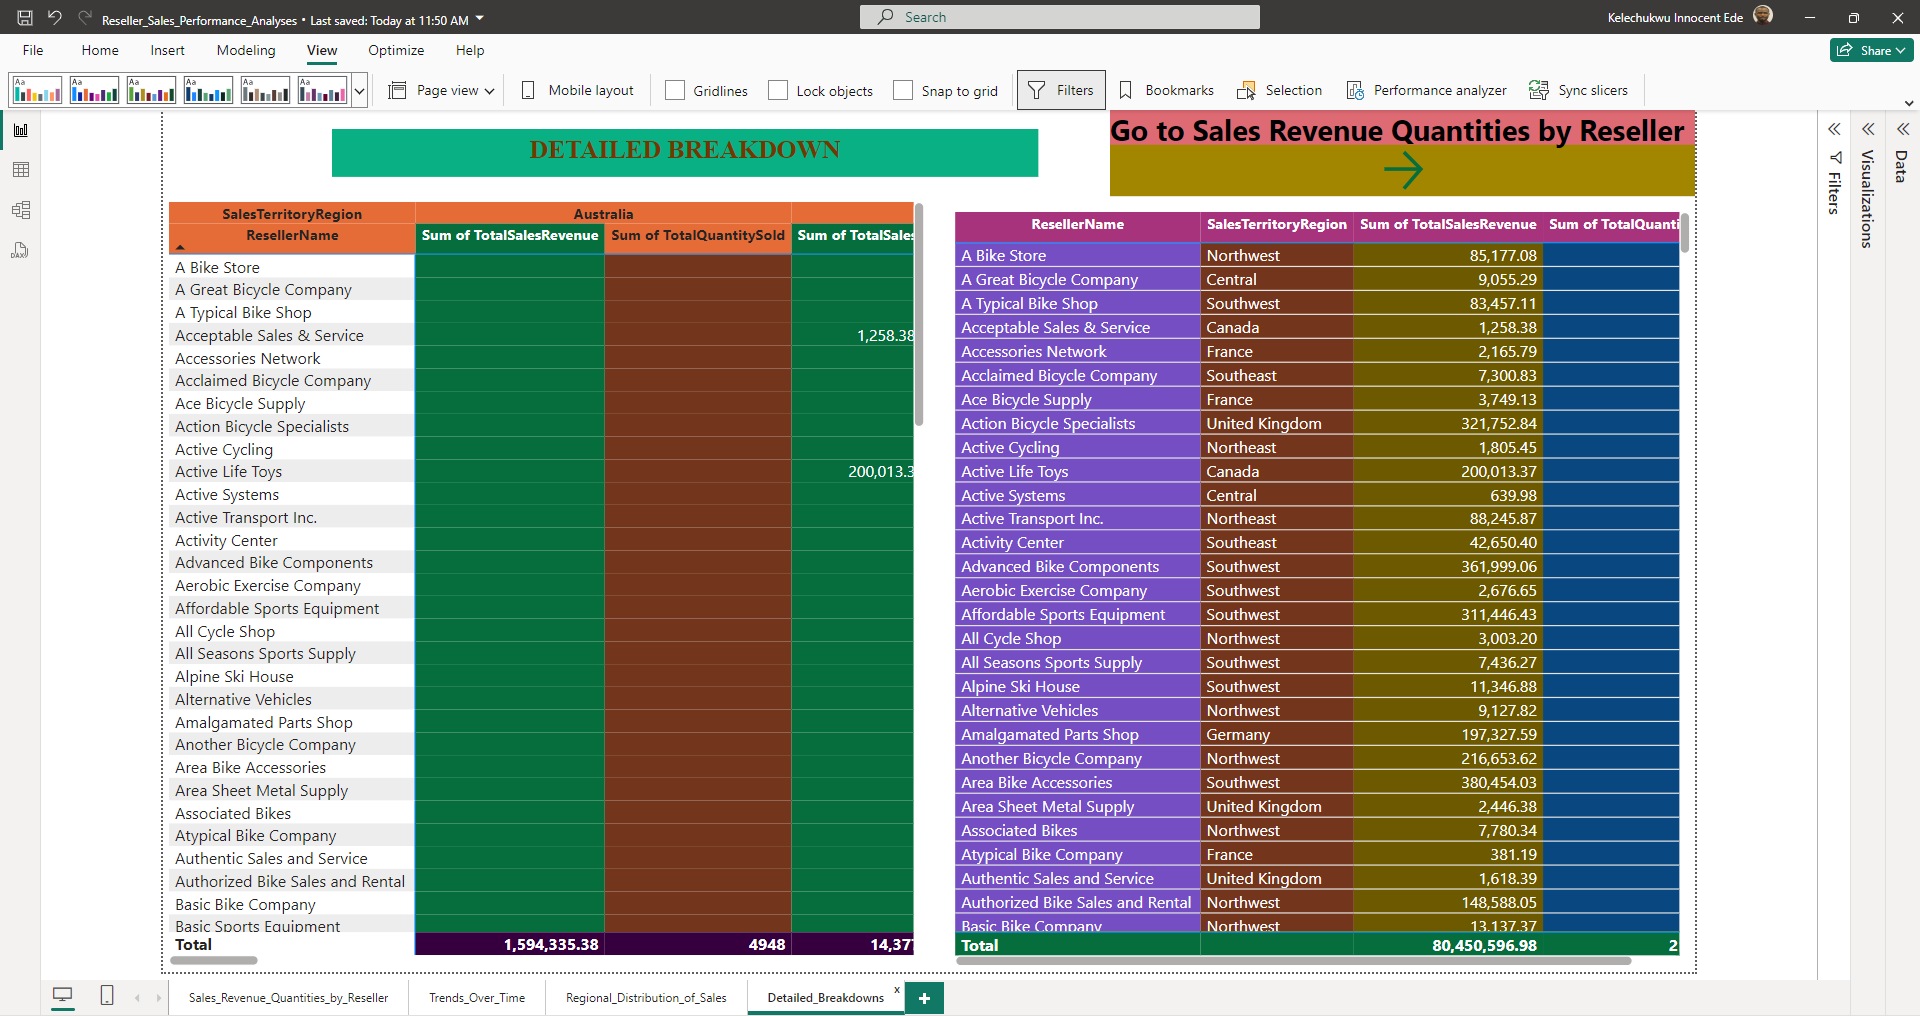 Reseller_Sales_Performance_Analyses • Last saved: Today at 11:50 AM
Search
Kelechukwu Innocent Ede
File Home Insert Modeling View Optimize Help
Share
Aa Aa Aa Aa Aa Aa
Page view Mobile layout Gridlines Lock objects Snap to grid Filters Bookmarks Selection Performance analyzer Sync slicers
DETAILED BREAKDOWN
Go to Sales Revenue Quantities by Reseller
SalesTerritoryRegion Australia
ResellerName Sum of TotalSalesRevenue Sum of TotalQuantitySold Sum of TotalSales
A Bike Store
A Great Bicycle Company
A Typical Bike Shop
Acceptable Sales & Service 1,258.38
Accessories Network
Acclaimed Bicycle Company
Ace Bicycle Supply
Action Bicycle Specialists
Active Cycling
Active Life Toys 200,013.3
Active Systems
Active Transport Inc.
Activity Center
Advanced Bike Components
Aerobic Exercise Company
Affordable Sports Equipment
All Cycle Shop
All Seasons Sports Supply
Alpine Ski House
Alternative Vehicles
Amalgamated Parts Shop
Another Bicycle Company
Area Bike Accessories
Area Sheet Metal Supply
Associated Bikes
Atypical Bike Company
Authentic Sales and Service
Authorized Bike Sales and Rental
Basic Bike Company
Basic Sports Equipment
Total 1,594,335.38 4948 14,377
ResellerName SalesTerritoryRegion Sum of TotalSalesRevenue Sum of TotalQuanti
A Bike Store Northwest 85,177.08
A Great Bicycle Company Central 9,055.29
A Typical Bike Shop Southwest 83,457.11
Acceptable Sales & Service Canada 1,258.38
Accessories Network France 2,165.79
Acclaimed Bicycle Company Southeast 7,300.83
Ace Bicycle Supply France 3,749.13
Action Bicycle Specialists United Kingdom 321,752.84
Active Cycling Northeast 1,805.45
Active Life Toys Canada 200,013.37
Active Systems Central 639.98
Active Transport Inc. Northeast 88,245.87
Activity Center Southeast 42,650.40
Advanced Bike Components Southwest 361,999.06
Aerobic Exercise Company Southwest 2,676.65
Affordable Sports Equipment Southwest 311,446.43
All Cycle Shop Northwest 3,003.20
All Seasons Sports Supply Southwest 7,436.27
Alpine Ski House Southwest 11,346.88
Alternative Vehicles Northwest 9,127.82
Amalgamated Parts Shop Germany 197,327.59
Another Bicycle Company Northwest 216,653.62
Area Bike Accessories Southwest 380,454.03
Area Sheet Metal Supply United Kingdom 2,446.38
Associated Bikes Northwest 7,780.34
Atypical Bike Company France 381.19
Authentic Sales and Service United Kingdom 1,618.39
Authorized Bike Sales and Rental Northwest 148,588.05
Basic Bike Company Northwest 13,137.37
Total 80,450,596.98 2
Filters
Visualizations
Data
DAX
Sales_Revenue_Quantities_by_Reseller Trends_Over_Time Regional_Distribution_of_Sales Detailed_Breakdowns x +